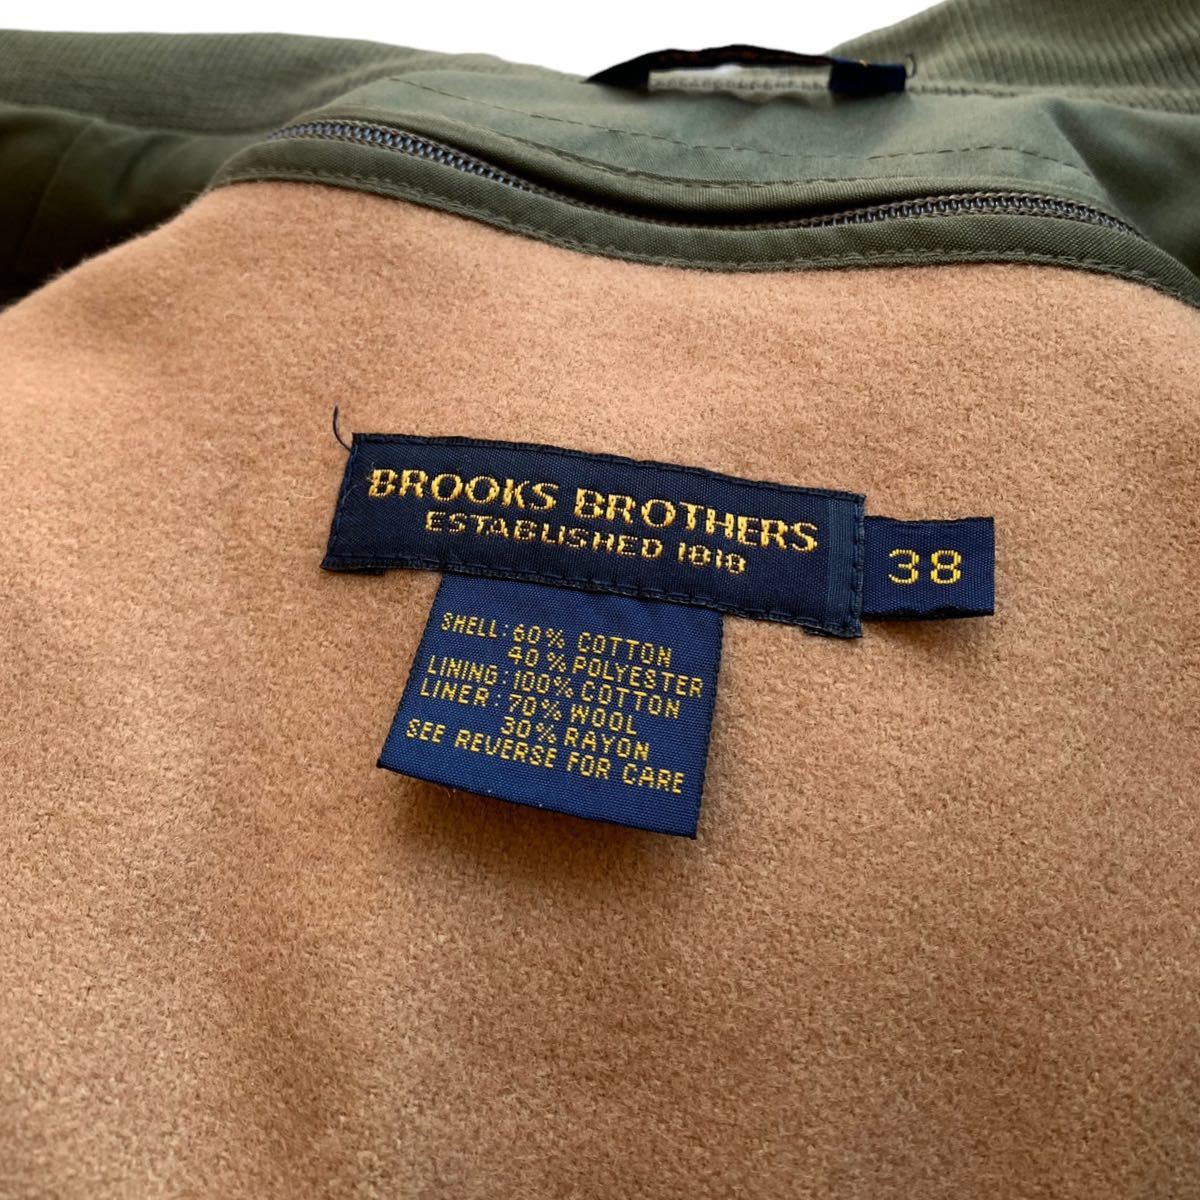 BROOKS BROTHERS
ESTABLISHED 1818
38
SHELL: 60% COTTON
40% POLYESTER
LINING: 100% COTTON
LINER: 70% WOOL
30% RAYON
SEE REVERSE FOR CARE